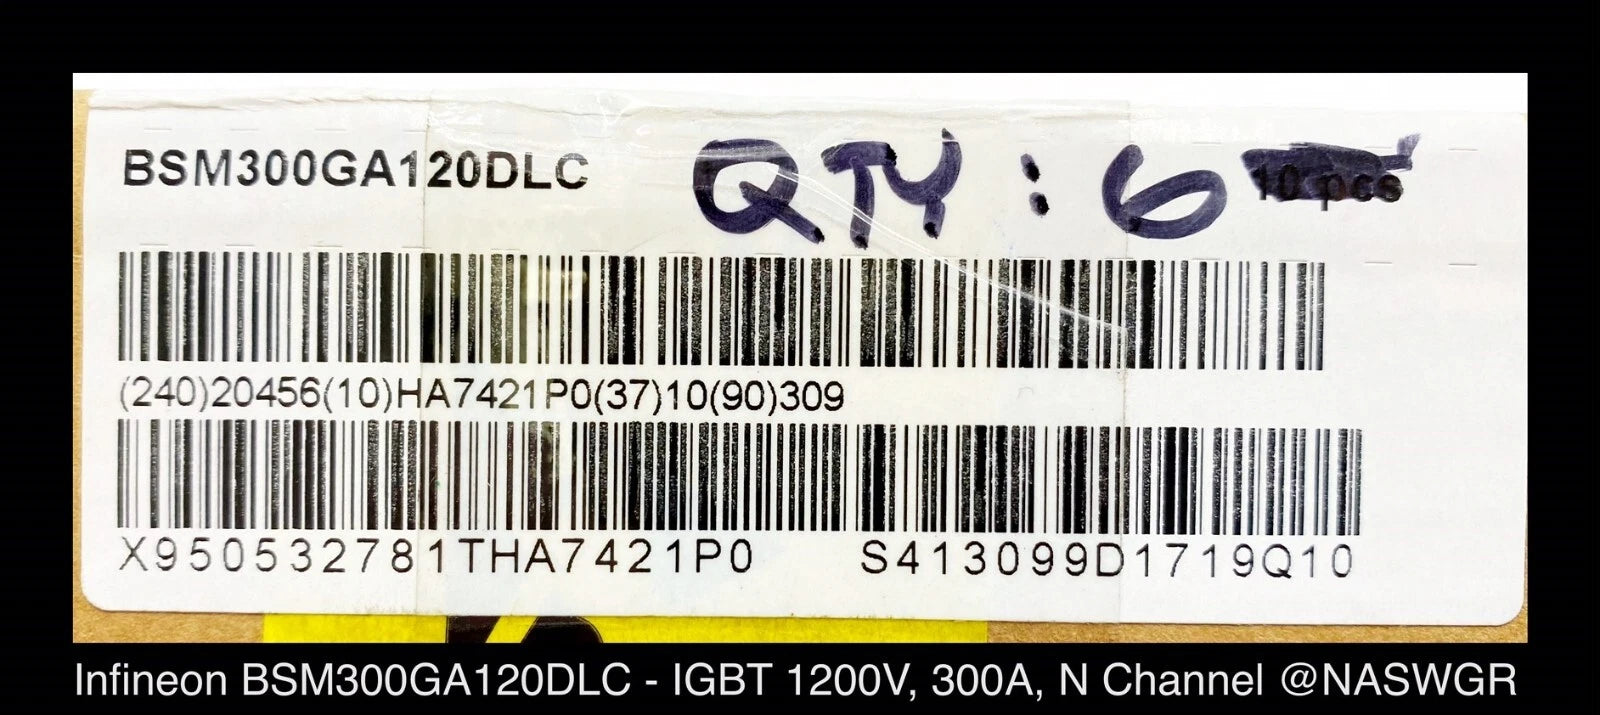 BSM300GA120DLC QTY : 6 10 pcs
(240)20456(10)HA7421P0(37)10(90)309
X950532781THA7421P0 S413099D1719Q10
Infineon BSM300GA120DLC - IGBT 1200V, 300A, N Channel @NASWGR